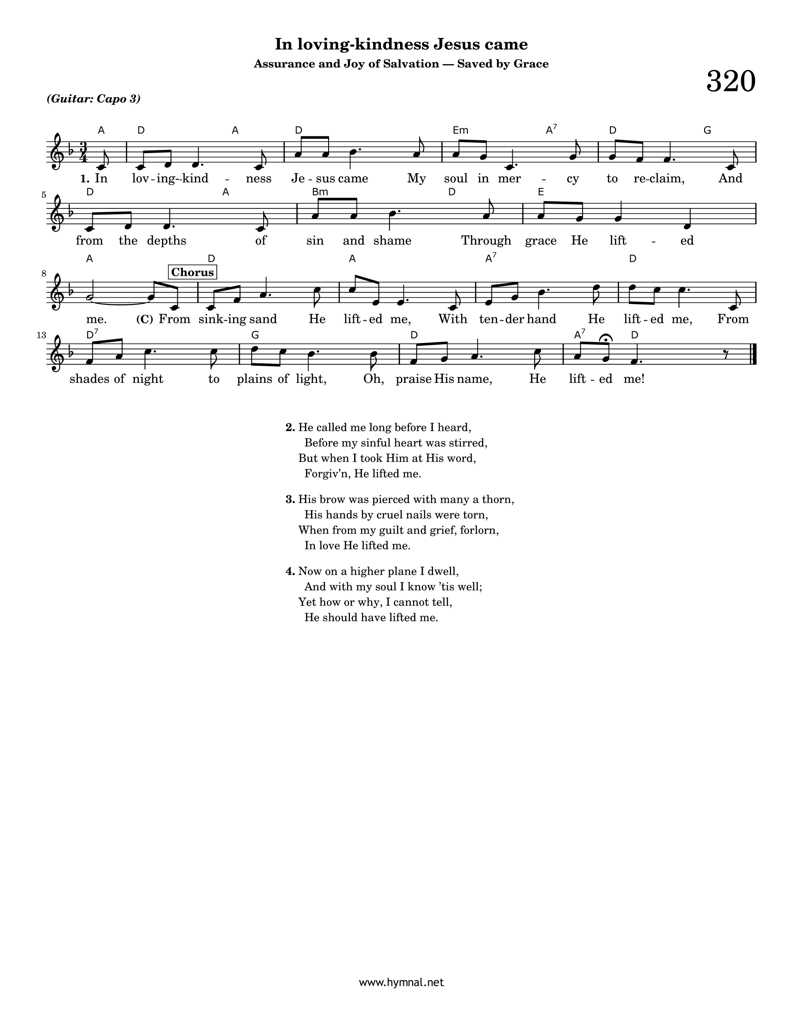 In loving-kindness Jesus came
Assurance and Joy of Salvation — Saved by Grace
320
(Guitar: Capo 3)
A D A D Em A7 D G
3 4
1. In lov - ing - kind - ness Je - sus came My soul in mer - cy to re-claim, And
5
D A Bm D E
from the depths of sin and shame Through grace He lift - ed
8
A D A A7 D
Chorus
me. (C) From sink-ing sand He lift-ed me, With ten-der hand He lift-ed me, From
13
D7 G D A7 D
shades of night to plains of light, Oh, praise His name, He lift - ed me!
2. He called me long before I heard,
Before my sinful heart was stirred,
But when I took Him at His word,
Forgiv’n, He lifted me.
3. His brow was pierced with many a thorn,
His hands by cruel nails were torn,
When from my guilt and grief, forlorn,
In love He lifted me.
4. Now on a higher plane I dwell,
And with my soul I know ’tis well;
Yet how or why, I cannot tell,
He should have lifted me.
www.hymnal.net